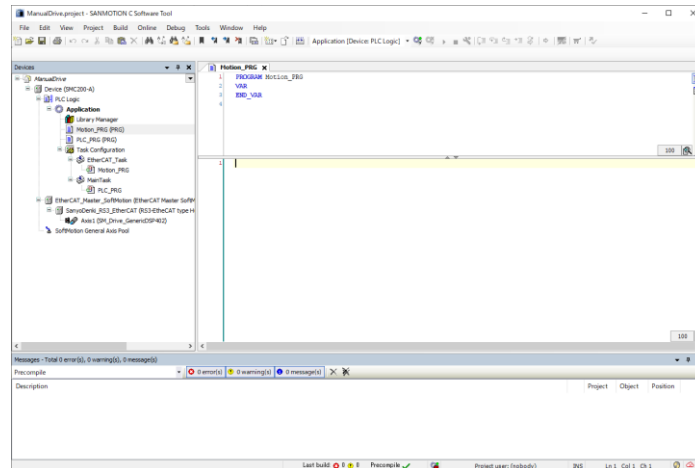 ManualDrive.project - SANMOTION C Software Tool
File Edit View Project Build Online Debug Tools Window Help
Application [Device: PLC Logic]
Devices
ManualDrive
Device (SMC200-A)
PLC Logic
Application
Library Manager
Motion_PRG (PRG)
PLC_PRG (PRG)
Task Configuration
EtherCAT_Task
Motion_PRG
MainTask
PLC_PRG
EtherCAT_Master_SoftMotion (EtherCAT Master SoftM
SanyoDenki_RS3_EtherCAT (RS3-EtheCAT type H
Axis1 (SM_Drive_GenericDSP402)
SoftMotion General Axis Pool
Motion_PRG
1 PROGRAM Motion_PRG
2 VAR
3 END_VAR
4
100
1
100
Messages - Total 0 error(s), 0 warning(s), 0 message(s)
Precompile 0 error(s) 0 warning(s) 0 message(s)
Description Project Object Position
Last build: 0 0 Precompile Project user: (nobody) INS Ln 1 Col 1 Ch 1